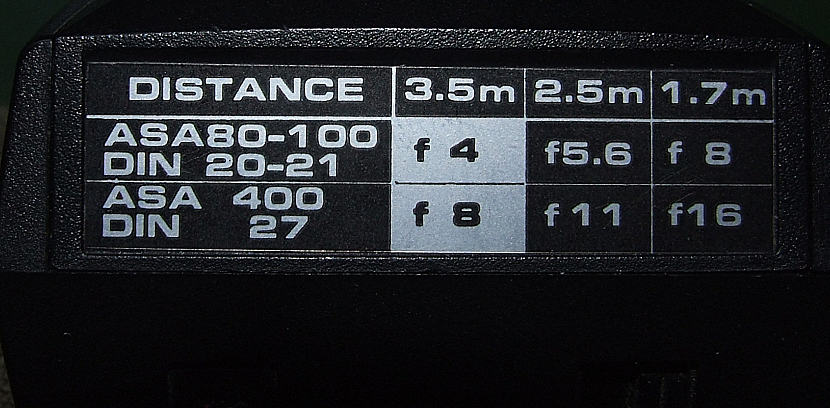 DISTANCE 3.5m 2.5m 1.7m
ASA80-100
DIN 20-21 f 4 f5.6 f 8
ASA 400
DIN 27 f 8 f11 f16